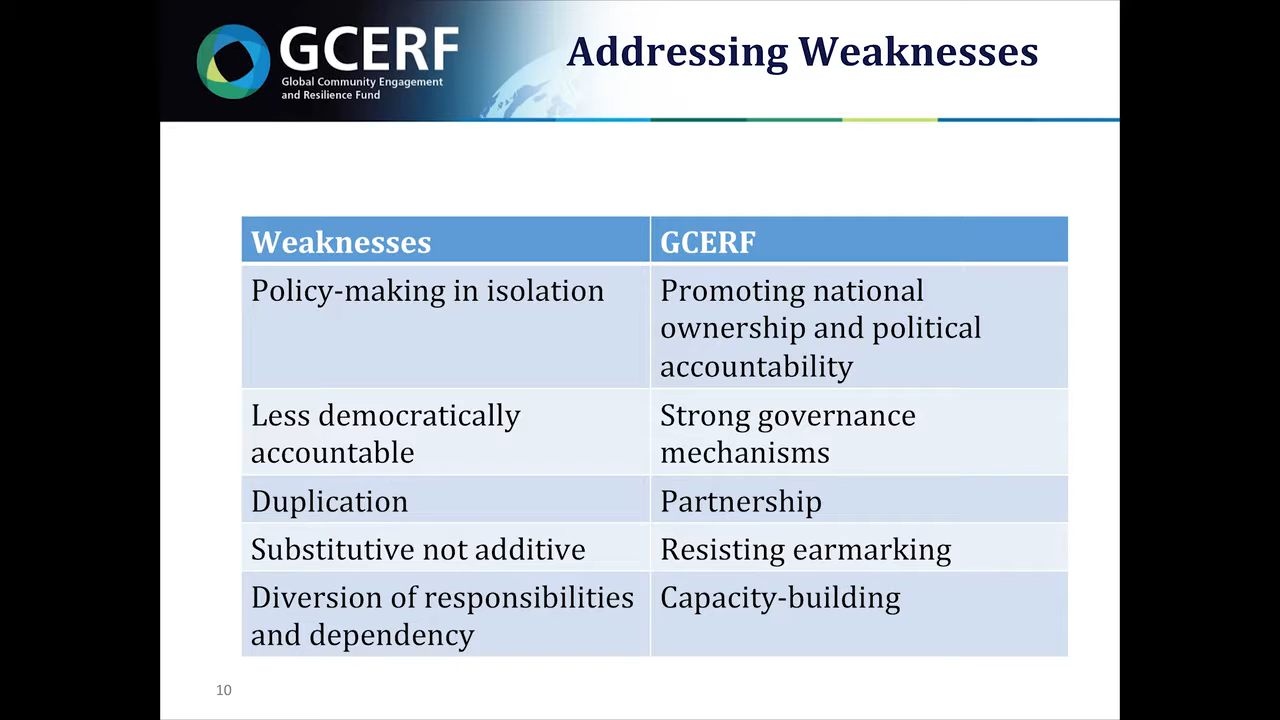 GCERF
Global Community Engagement
and Resilience Fund
Addressing Weaknesses
Weaknesses
GCERF
Policy-making in isolation
Promoting national
ownership and political
accountability
Less democratically
accountable
Strong governance
mechanisms
Duplication
Partnership
Substitutive not additive
Resisting earmarking
Diversion of responsibilities
and dependency
Capacity-building
10